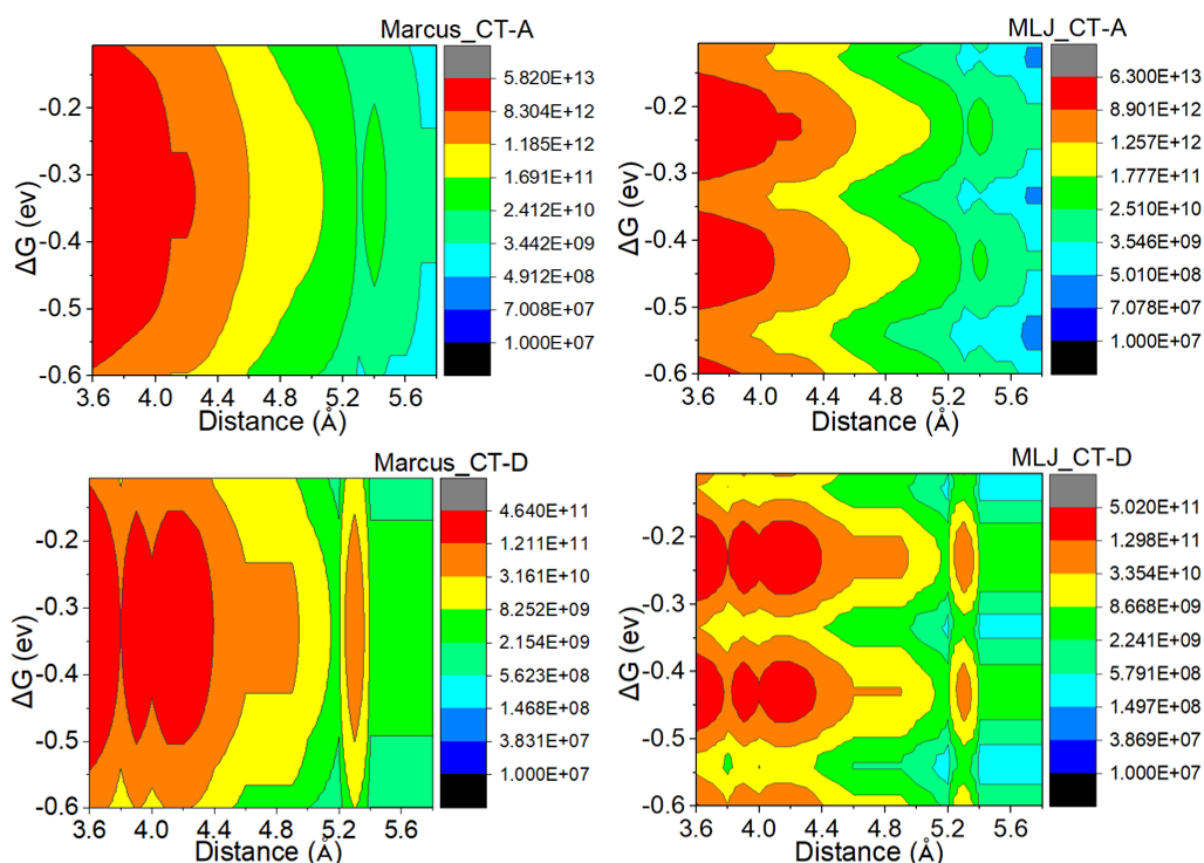 Marcus_CT-A
5.820E+13
8.304E+12
1.185E+12
1.691E+11
2.412E+10
3.442E+09
4.912E+08
7.008E+07
1.000E+07
ΔG (ev)
-0.2
-0.3
-0.4
-0.5
-0.6
3.6 4.0 4.4 4.8 5.2 5.6
Distance (Å)
MLJ_CT-A
6.300E+13
8.901E+12
1.257E+12
1.777E+11
2.510E+10
3.546E+09
5.010E+08
7.078E+07
1.000E+07
ΔG (ev)
-0.2
-0.3
-0.4
-0.5
-0.6
3.6 4.0 4.4 4.8 5.2 5.6
Distance (Å)
Marcus_CT-D
4.640E+11
1.211E+11
3.161E+10
8.252E+09
2.154E+09
5.623E+08
1.468E+08
3.831E+07
1.000E+07
ΔG (ev)
-0.2
-0.3
-0.4
-0.5
-0.6
3.6 4.0 4.4 4.8 5.2 5.6
Distance (Å)
MLJ_CT-D
5.020E+11
1.298E+11
3.354E+10
8.668E+09
2.241E+09
5.791E+08
1.497E+08
3.869E+07
1.000E+07
ΔG (ev)
-0.2
-0.3
-0.4
-0.5
-0.6
3.6 4.0 4.4 4.8 5.2 5.6
Distance (Å)